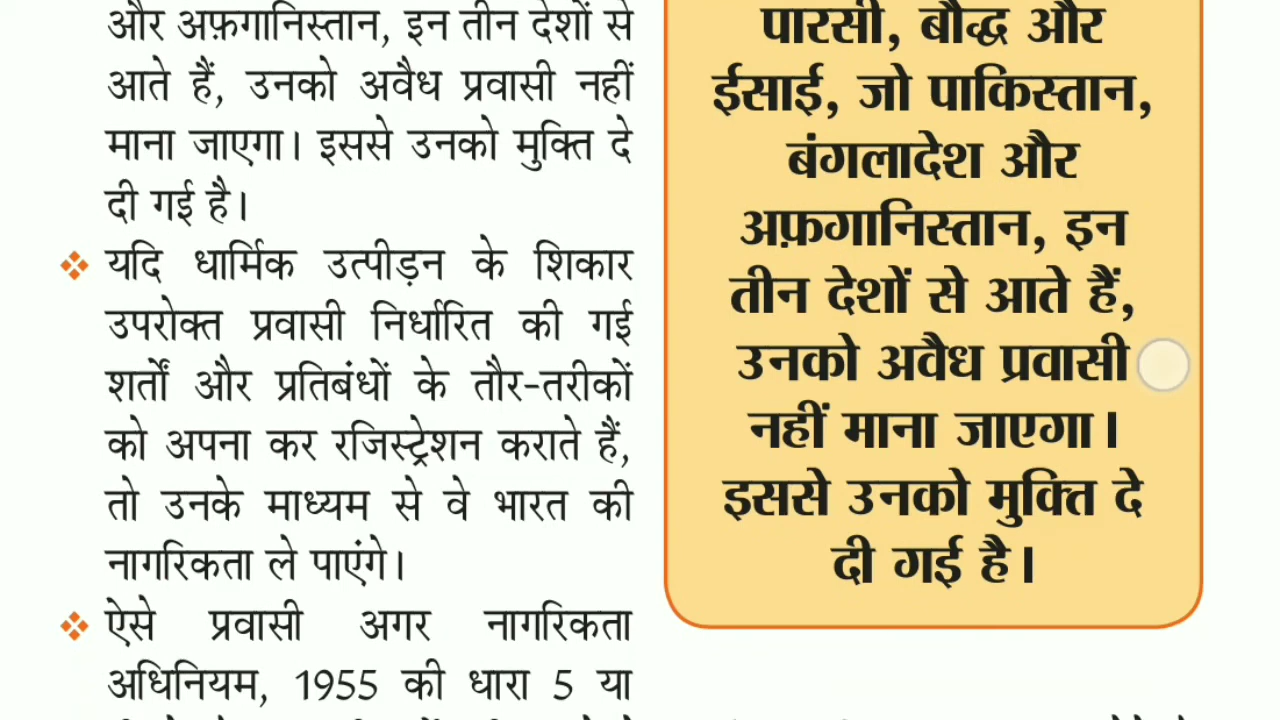 और अफ़गानिस्तान, इन तीन देशों से
आते हैं, उनको अवैध प्रवासी नहीं
माना जाएगा। इससे उनको मुक्ति दे
दी गई है।
यदि धार्मिक उत्पीड़न के शिकार
उपरोक्त प्रवासी निर्धारित की गई
शर्तों और प्रतिबंधों के तौर-तरीकों
को अपना कर रजिस्ट्रेशन कराते हैं,
तो उनके माध्यम से वे भारत की
नागरिकता ले पाएंगे।
ऐसे प्रवासी अगर नागरिकता
अधिनियम, 1955 की धारा 5 या
पारसी, बौद्ध और
ईसाई, जो पाकिस्तान,
बंगलादेश और
अफ़गानिस्तान, इन
तीन देशों से आते हैं,
उनको अवैध प्रवासी
नहीं माना जाएगा।
इससे उनको मुक्ति दे
दी गई है।